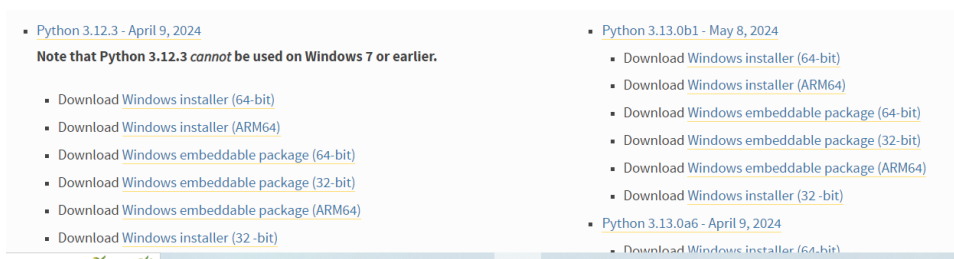 Python 3.12.3 - April 9, 2024
Note that Python 3.12.3 cannot be used on Windows 7 or earlier.
Download Windows installer (64-bit)
Download Windows installer (ARM64)
Download Windows embeddable package (64-bit)
Download Windows embeddable package (32-bit)
Download Windows embeddable package (ARM64)
Download Windows installer (32 -bit)
Python 3.13.0b1 - May 8, 2024
Download Windows installer (64-bit)
Download Windows installer (ARM64)
Download Windows embeddable package (64-bit)
Download Windows embeddable package (32-bit)
Download Windows embeddable package (ARM64)
Download Windows installer (32 -bit)
Python 3.13.0a6 - April 9, 2024
Download Windows installer (64-bit)